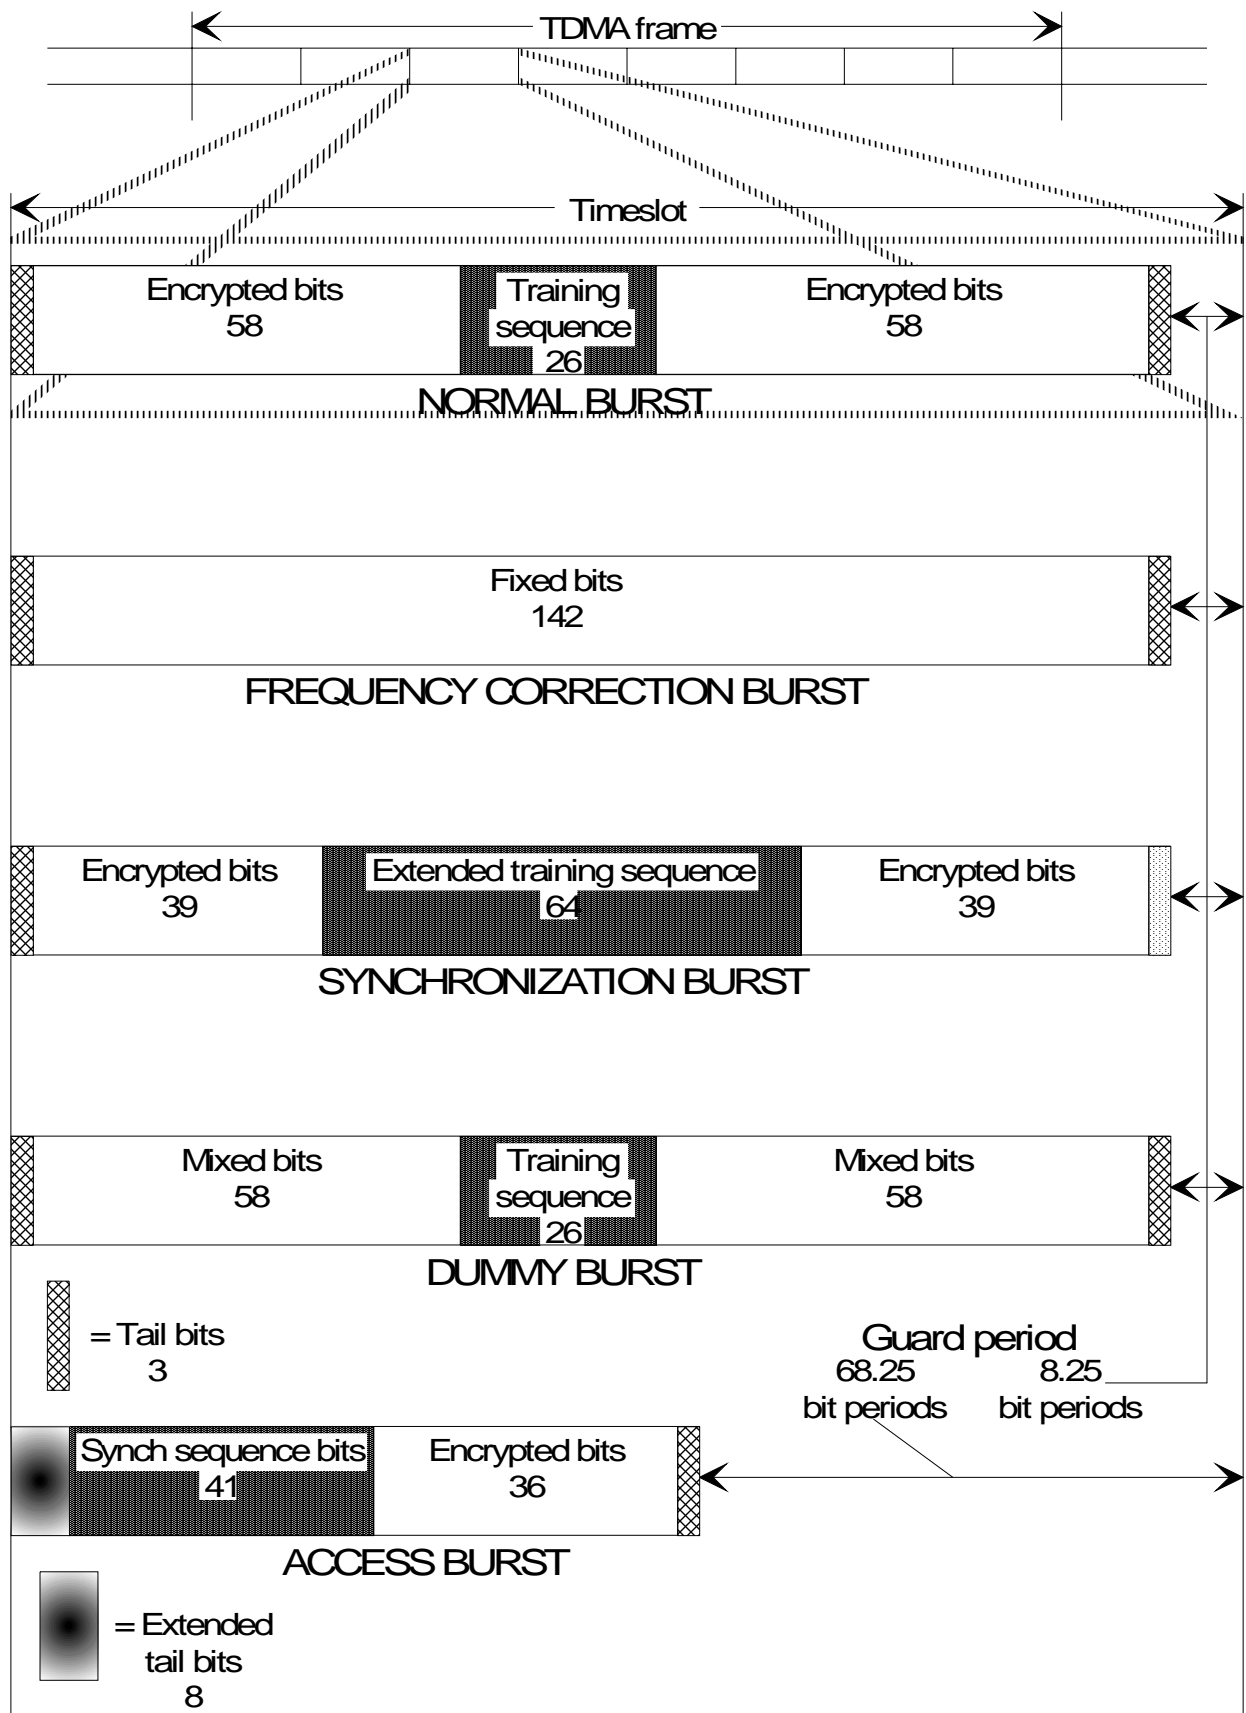 TDMA frame
Timeslot
Encrypted bits
58
Training
sequence
26
Encrypted bits
58
NORMAL BURST
Fixed bits
142
FREQUENCY CORRECTION BURST
Encrypted bits
39
Extended training sequence
64
Encrypted bits
39
SYNCHRONIZATION BURST
Mixed bits
58
Training
sequence
26
Mixed bits
58
DUMMY BURST
= Tail bits
3
Guard period
68.25
bit periods
8.25
bit periods
Synch sequence bits
41
Encrypted bits
36
ACCESS BURST
= Extended
tail bits
8